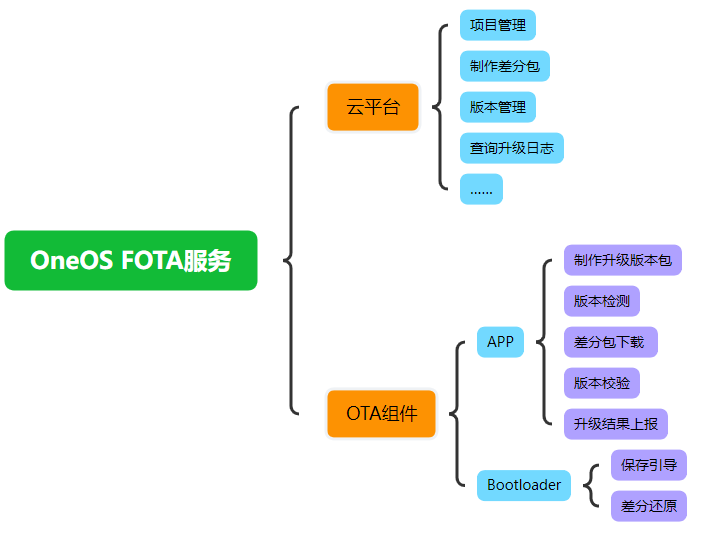 OneOS FOTA服务
云平台
项目管理
制作差分包
版本管理
查询升级日志
......
OTA组件
APP
制作升级版本包
版本检测
差分包下载
版本校验
升级结果上报
Bootloader
保存引导
差分还原